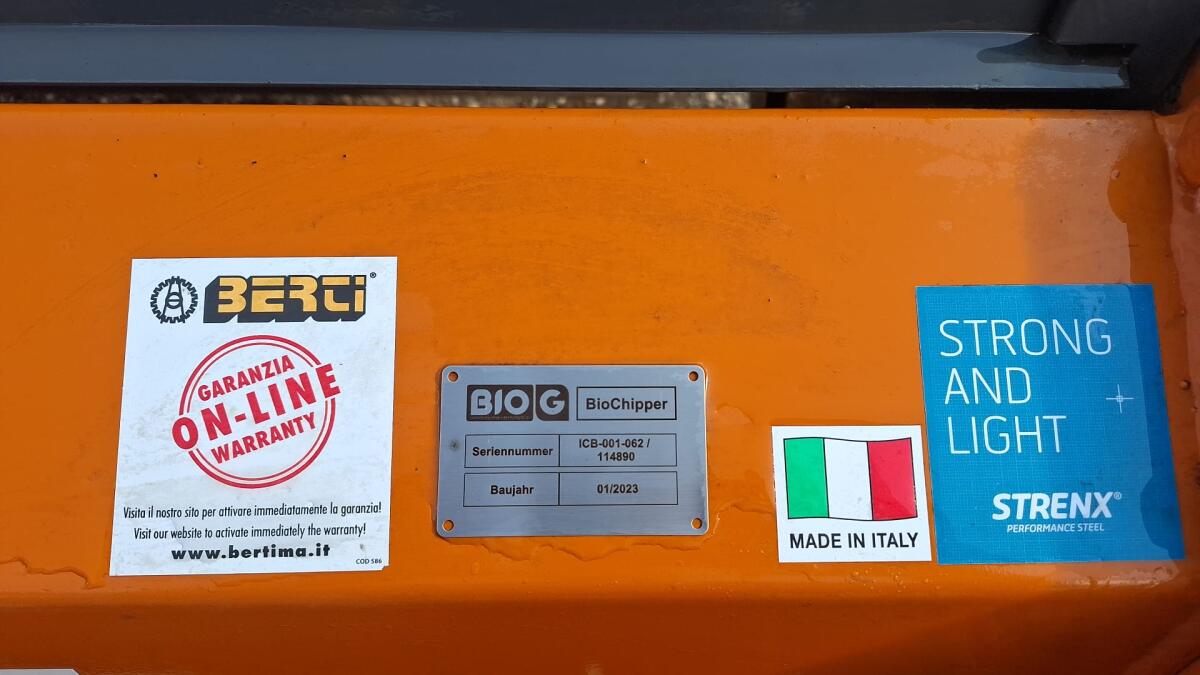 BERTI®
GARANZIA
ON-LINE
WARRANTY
Visita il nostro sito per attivare immediatamente la garanzia!
Visit our website to activate immediately the warranty!
www.bertima.it
COD 586
BIO G
BioChipper
Seriennummer
ICB-001-062 /
114890
Baujahr
01/2023
MADE IN ITALY
STRONG
AND
LIGHT
STRENX®
PERFORMANCE STEEL